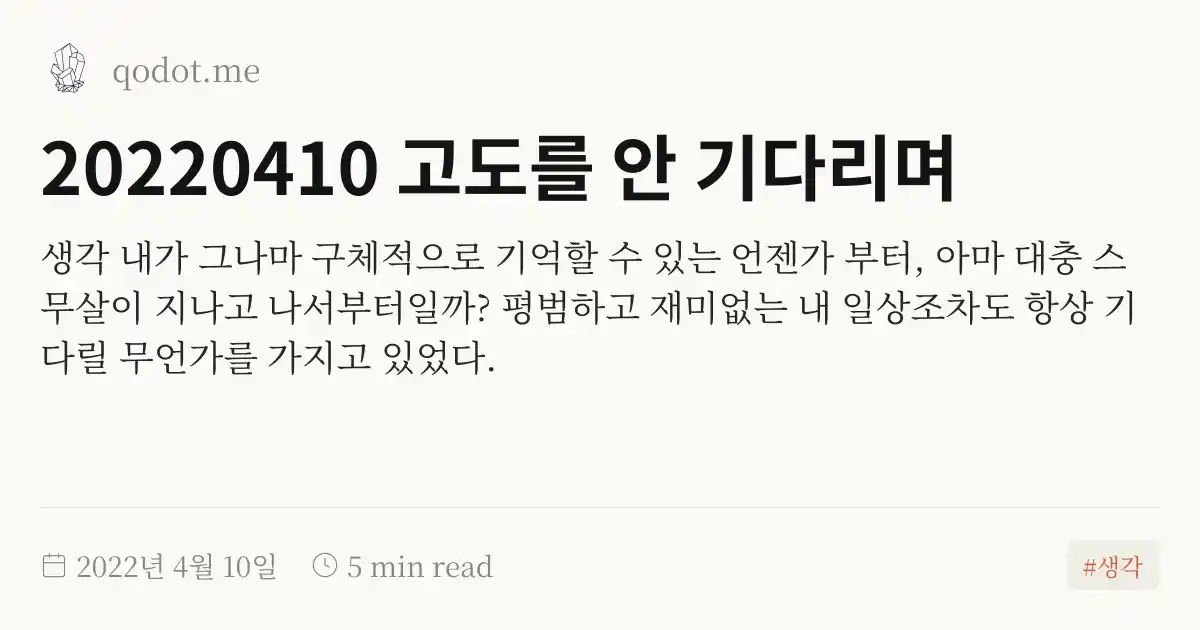 qodot.me
20220410 고도를 안 기다리며
생각 내가 그나마 구체적으로 기억할 수 있는 언젠가 부터, 아마 대충 스
무살이 지나고 나서부터일까? 평범하고 재미없는 내 일상조차도 항상 기
다릴 무언가를 가지고 있었다.
2022년 4월 10일 5 min read #생각